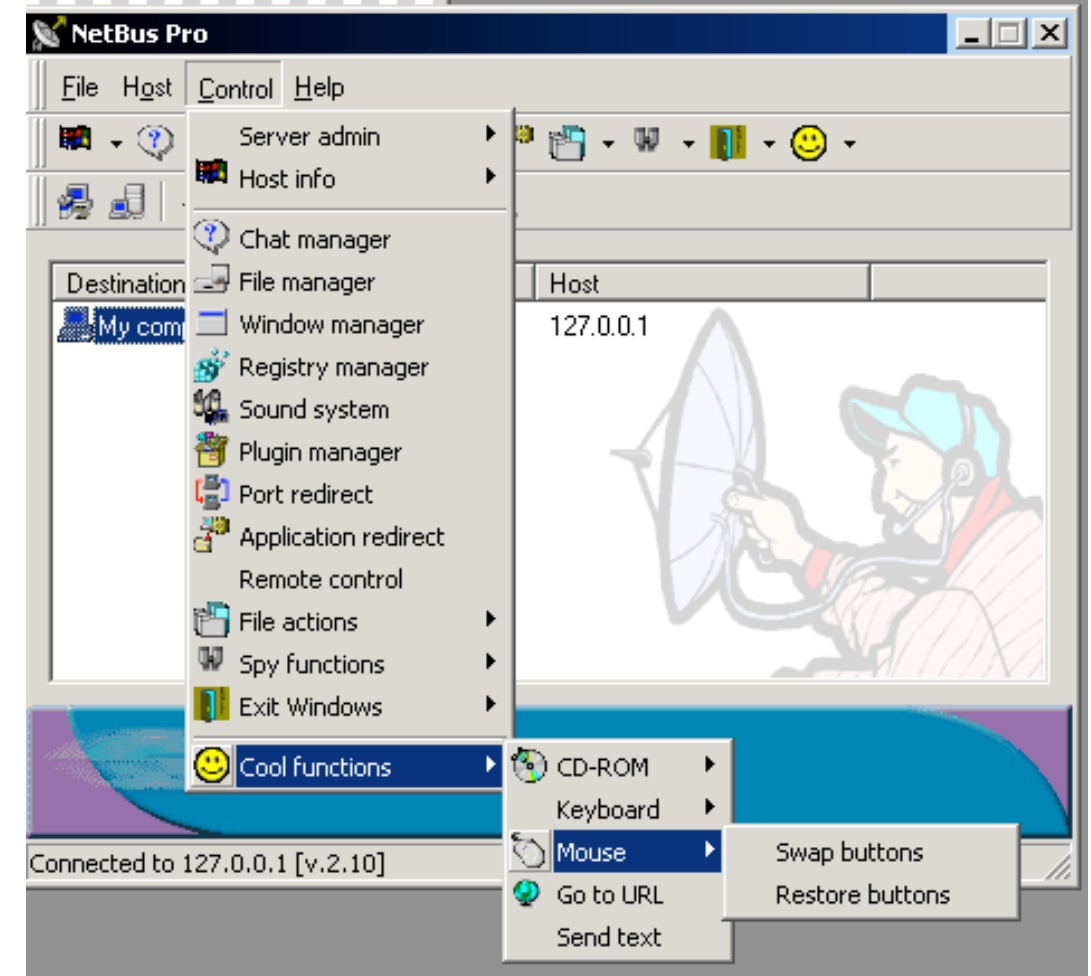 NetBus Pro
File Host Control Help
Server admin
Host info
Chat manager
File manager
Window manager
Registry manager
Sound system
Plugin manager
Port redirect
Application redirect
Remote control
File actions
Spy functions
Exit Windows
Cool functions
Destination Host
My comp 127.0.0.1
CD-ROM
Keyboard
Mouse
Go to URL
Send text
Swap buttons
Restore buttons
Connected to 127.0.0.1 [v.2.10]